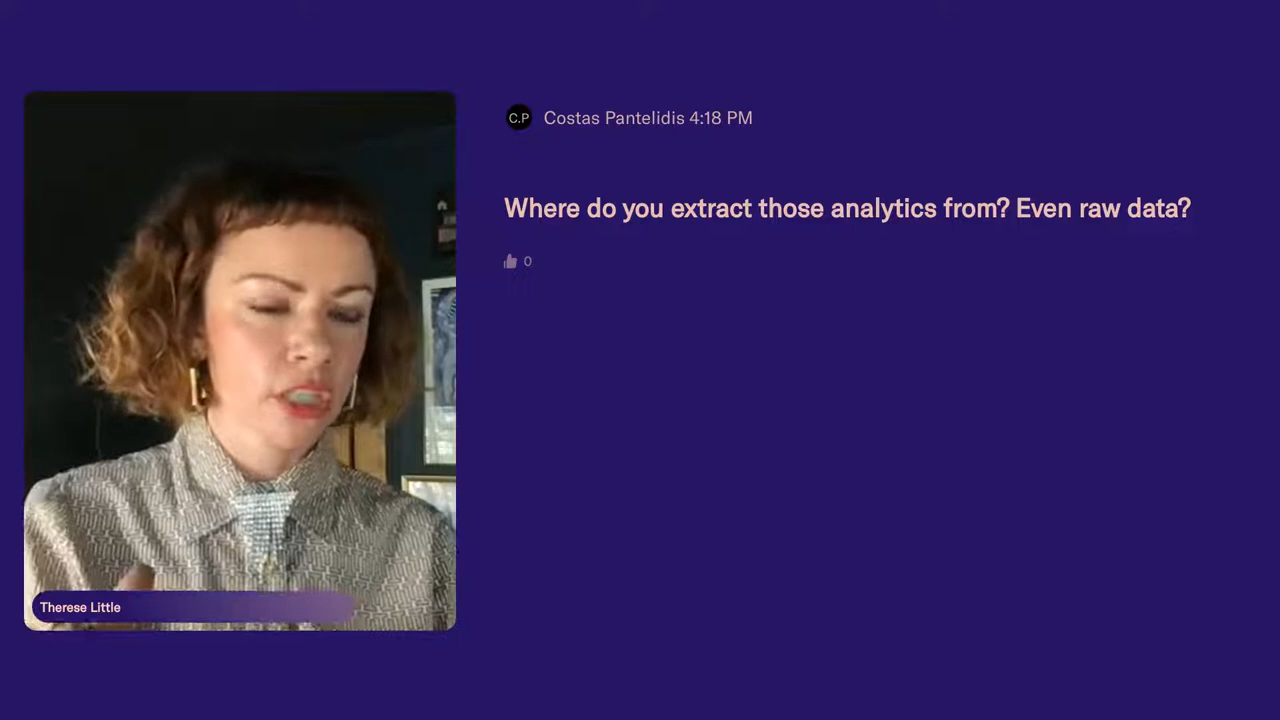 C.P
Costas Pantelidis 4:18 PM
Where do you extract those analytics from? Even raw data?
0
Therese Little